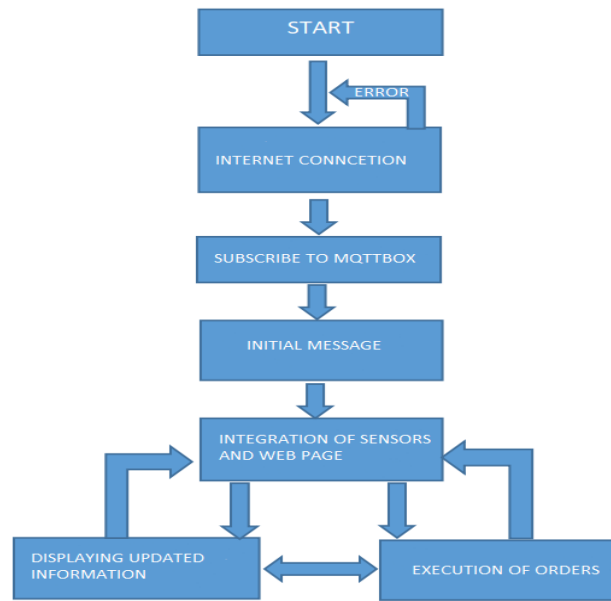 START
ERROR
INTERNET CONNCETION
SUBSCRIBE TO MQTTBOX
INITIAL MESSAGE
INTEGRATION OF SENSORS
AND WEB PAGE
DISPLAYING UPDATED
INFORMATION
EXECUTION OF ORDERS